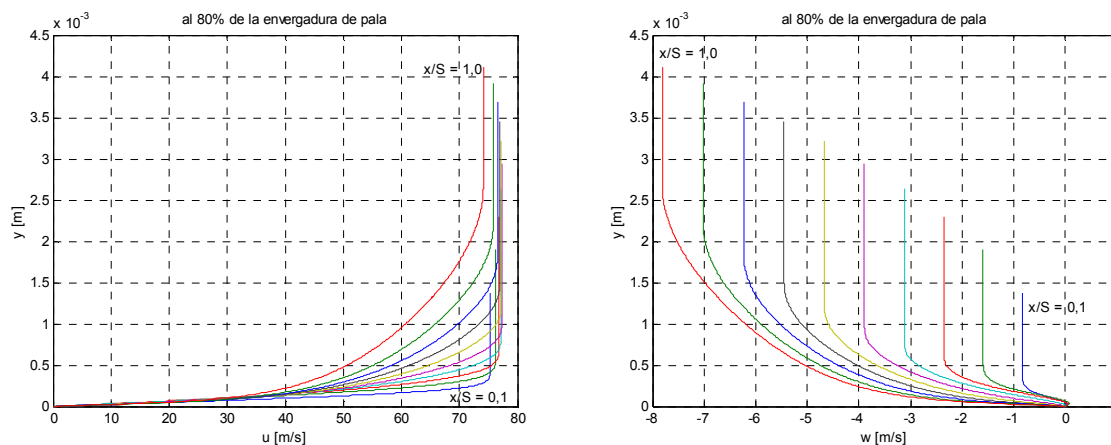 al 80% de la envergadura de pala
x 10^-3
4.5
4
3.5
3
2.5
2
1.5
1
0.5
0
y [m]
x/S = 1,0
x/S = 0,1
0 10 20 30 40 50 60 70 80
u [m/s]
al 80% de la envergadura de pala
x 10^-3
4.5
4
3.5
3
2.5
2
1.5
1
0.5
0
y [m]
x/S = 1,0
x/S = 0,1
-8 -7 -6 -5 -4 -3 -2 -1 0
w [m/s]